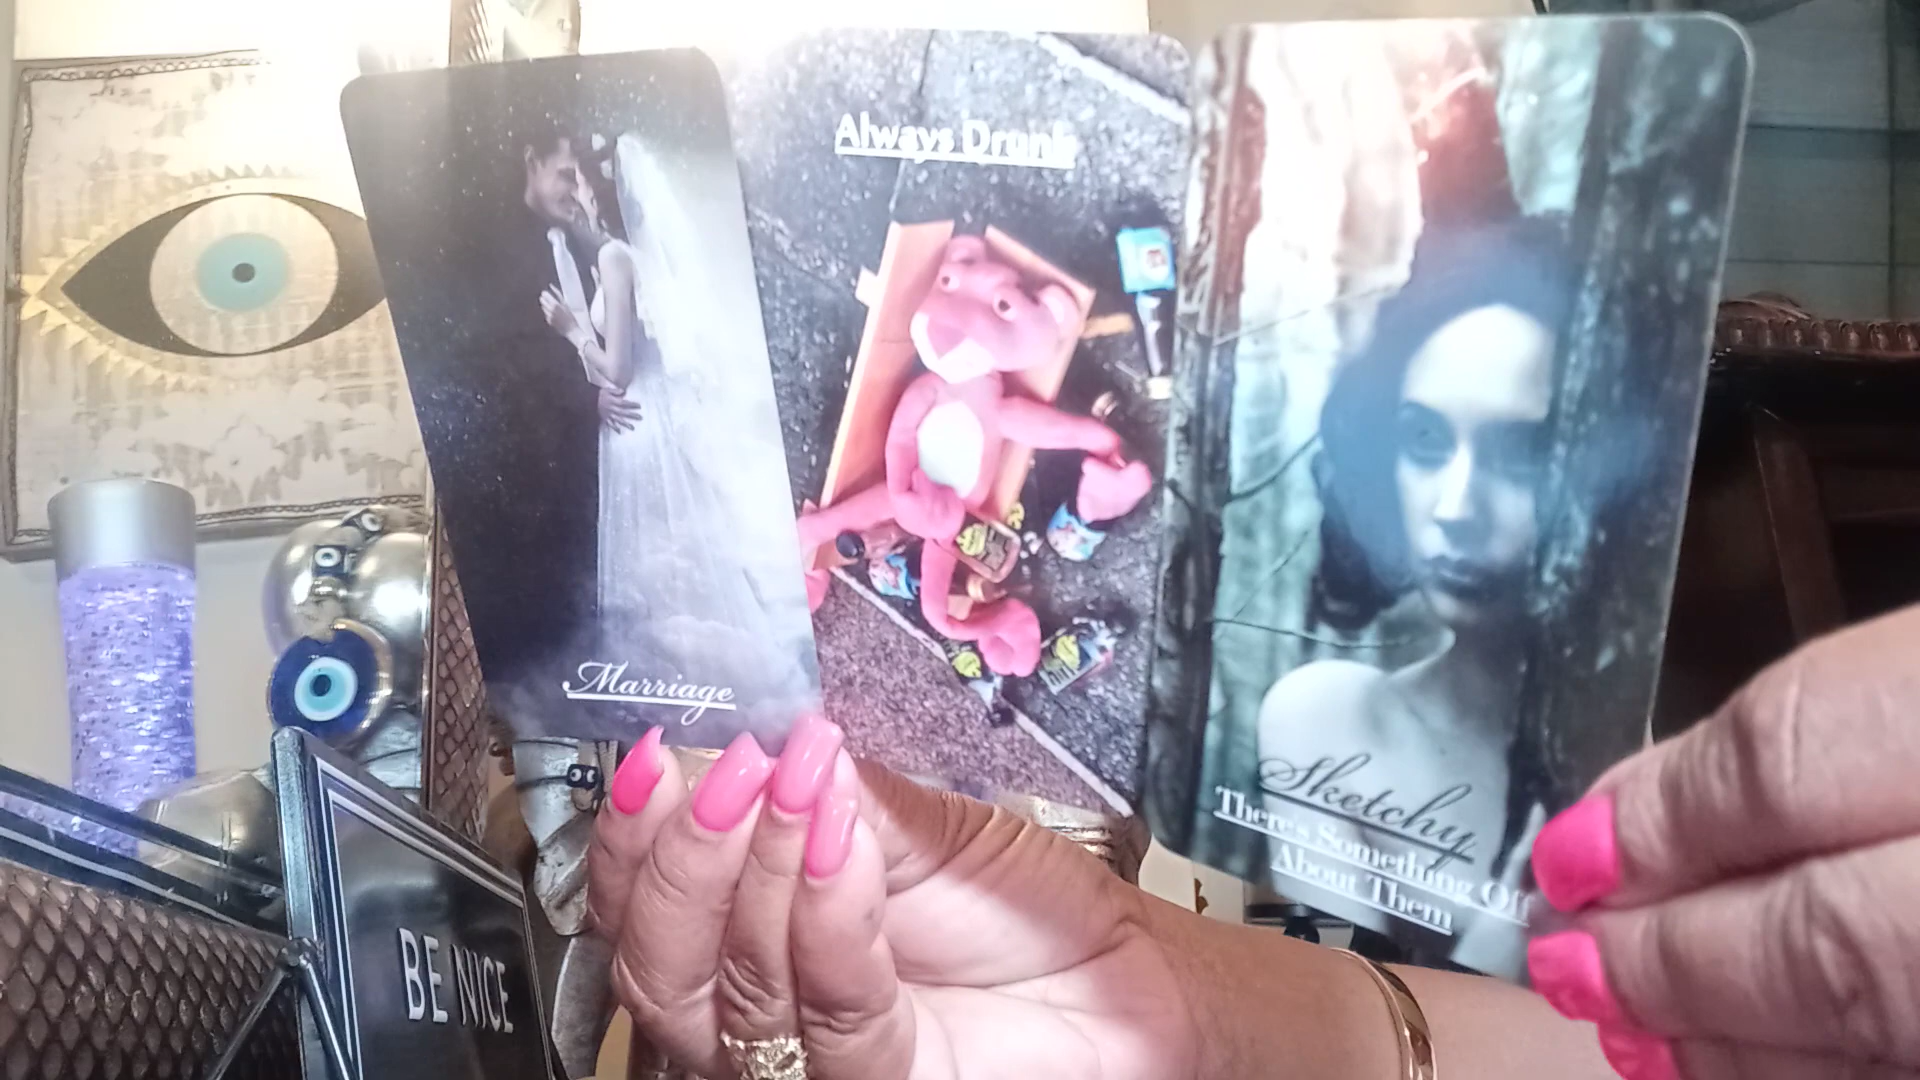 Always Drunk
Marriage
Sketchy
There's Something Off
About Them
BE NICE